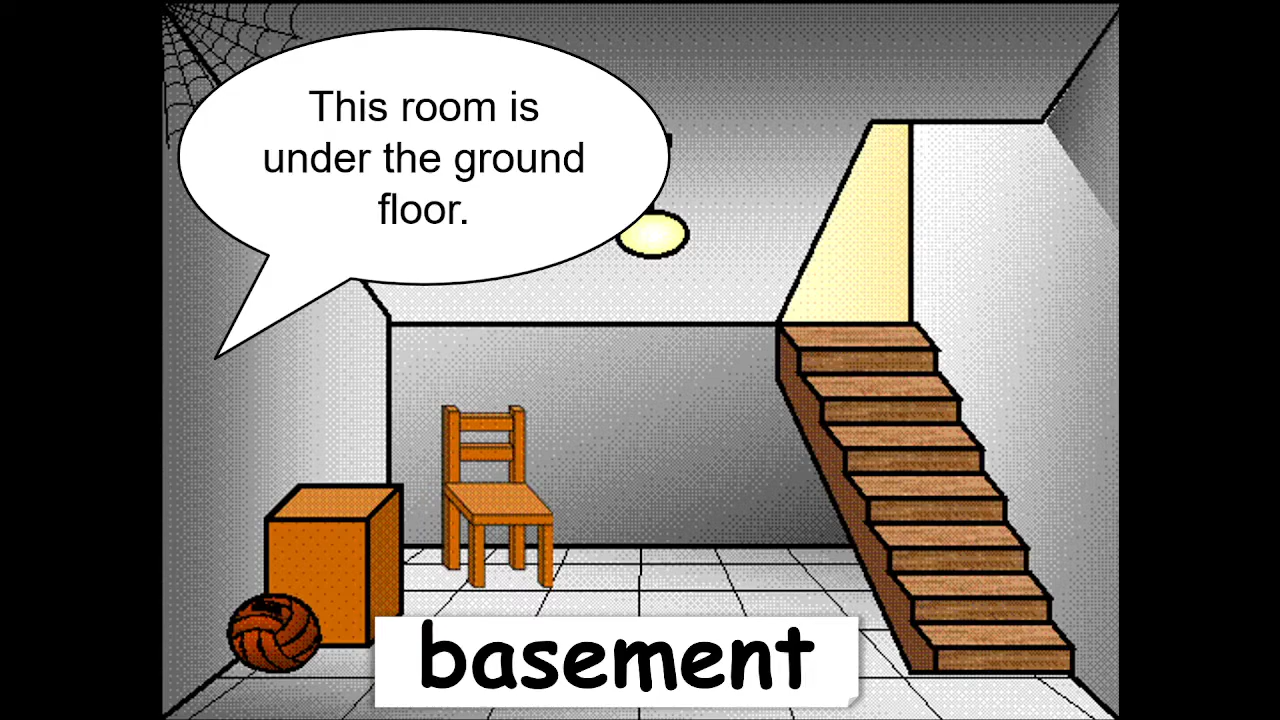 This room is
under the ground
floor.
basement